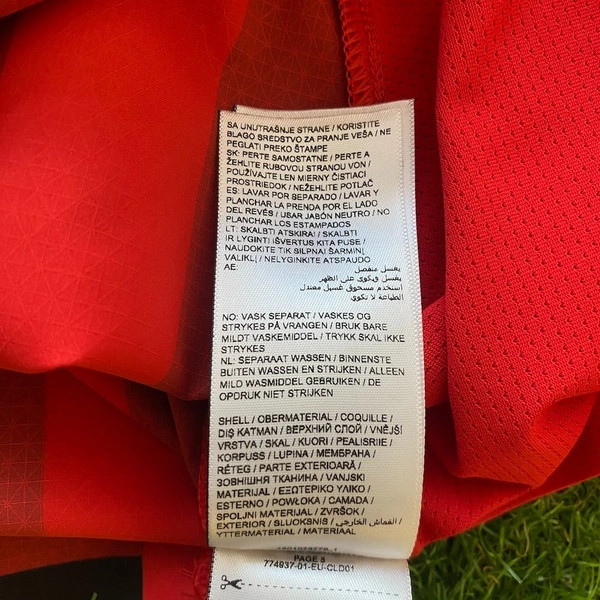 SA UNUTRAŠNJE STRANE / KORISTITE
BLAGO SREDSTVO ZA PRANJE VEŠA / NE
PEGLATI PREKO ŠTAMPE
SK: PERTE SAMOSTATNE / PERTE A
ŽEHLITE RUBOVOU STRANOU VON /
POUŽÍVAJTE LEN MIERNY ČISTIACI
PROSTRIEDOK / NEŽEHLITE POTLAČ
ES: LAVAR POR SEPARADO / LAVAR Y
PLANCHAR LA PRENDA POR EL LADO
DEL REVÉS / USAR JABÓN NEUTRO / NO
PLANCHAR LOS ESTAMPADOS
LT: SKALBTI ATSKIRAI / SKALBTI
IR LYGINTI IŠVERTUS KITA PUSE /
NAUDOKITE TIK SILPNAI ŠARMINĮ
VALIKLĮ / NELYGINKITE ATSPAUDO
AE: يغسل منفصل
يغسل ويكوى على الظهر
استخدم مسحوق غسيل معتدل
الطباعة لا تكوي
NO: VASK SEPARAT / VASKES OG
STRYKES PÅ VRANGEN / BRUK BARE
MILDT VASKEMIDDEL / TRYKK SKAL IKKE
STRYKES
NL: SEPARAAT WASSEN / BINNENSTE
BUITEN WASSEN EN STRIJKEN / ALLEEN
MILD WASMIDDEL GEBRUIKEN / DE
OPDRUK NIET STRIJKEN
SHELL / OBERMATERIAL / COQUILLE /
DIŞ KATMAN / ВЕРХНИЙ СЛОЙ / VNĚJŠÍ
VRSTVA / SKAL / KUORI / PEALISRIIE /
KORPUSS / LUPINA / МЕМБРАНА /
RÉTEG / PARTE EXTERIOARĂ /
ЗОВНІШНЯ ТКАНИНА / VANJSKI
MATERIJAL / ΕΞΩΤΕΡΙΚΟ ΥΛΙΚΟ /
ESTERNO / POWŁOKA / CAMADA /
SPOLJNI MATERIJAL / ZVRŠOK /
EXTERIOR / SLUOKSNIS / القماش الخارجي /
YTTERMATERIAL / MATERIAAL
PAGE 5
774937-01-EU-CLD01